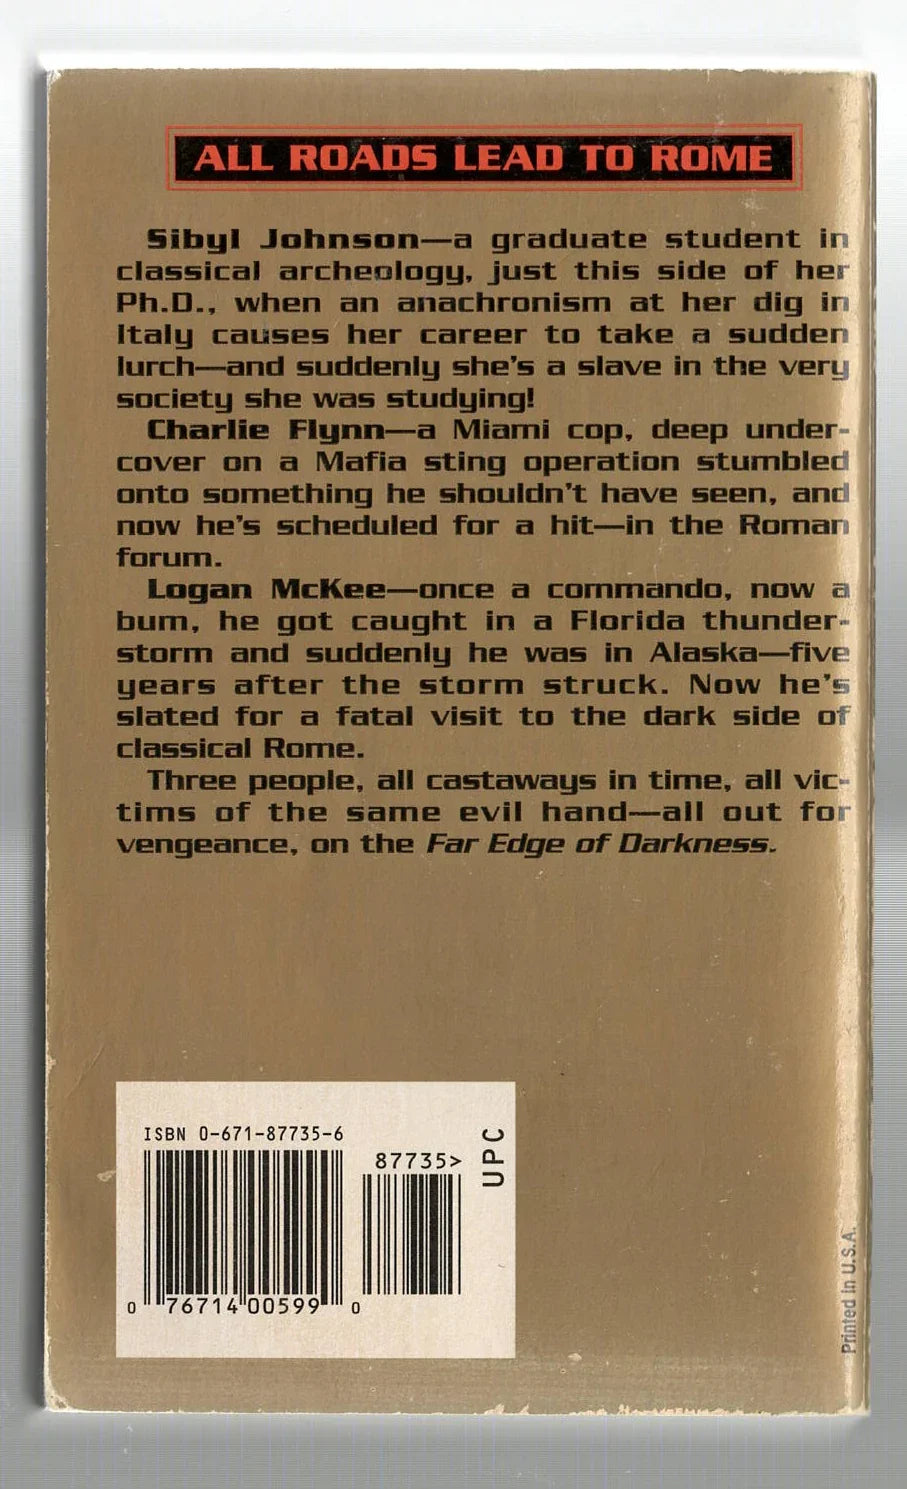 ALL ROADS LEAD TO ROME
Sibyl Johnson—a graduate student in
classical archeology, just this side of her
Ph.D., when an anachronism at her dig in
Italy causes her career to take a sudden
lurch—and suddenly she's a slave in the very
society she was studying!
Charlie Flynn—a Miami cop, deep under-
cover on a Mafia sting operation stumbled
onto something he shouldn't have seen, and
now he's scheduled for a hit—in the Roman
forum.
Logan McKee—once a commando, now a
bum, he got caught in a Florida thunder-
storm and suddenly he was in Alaska—five
years after the storm struck. Now he's
slated for a fatal visit to the dark side of
classical Rome.
Three people, all castaways in time, all vic-
tims of the same evil hand—all out for
vengeance, on the Far Edge of Darkness.
ISBN 0-671-87735-6
87735>
UPC
0 76714 00599 0
Printed in U.S.A.